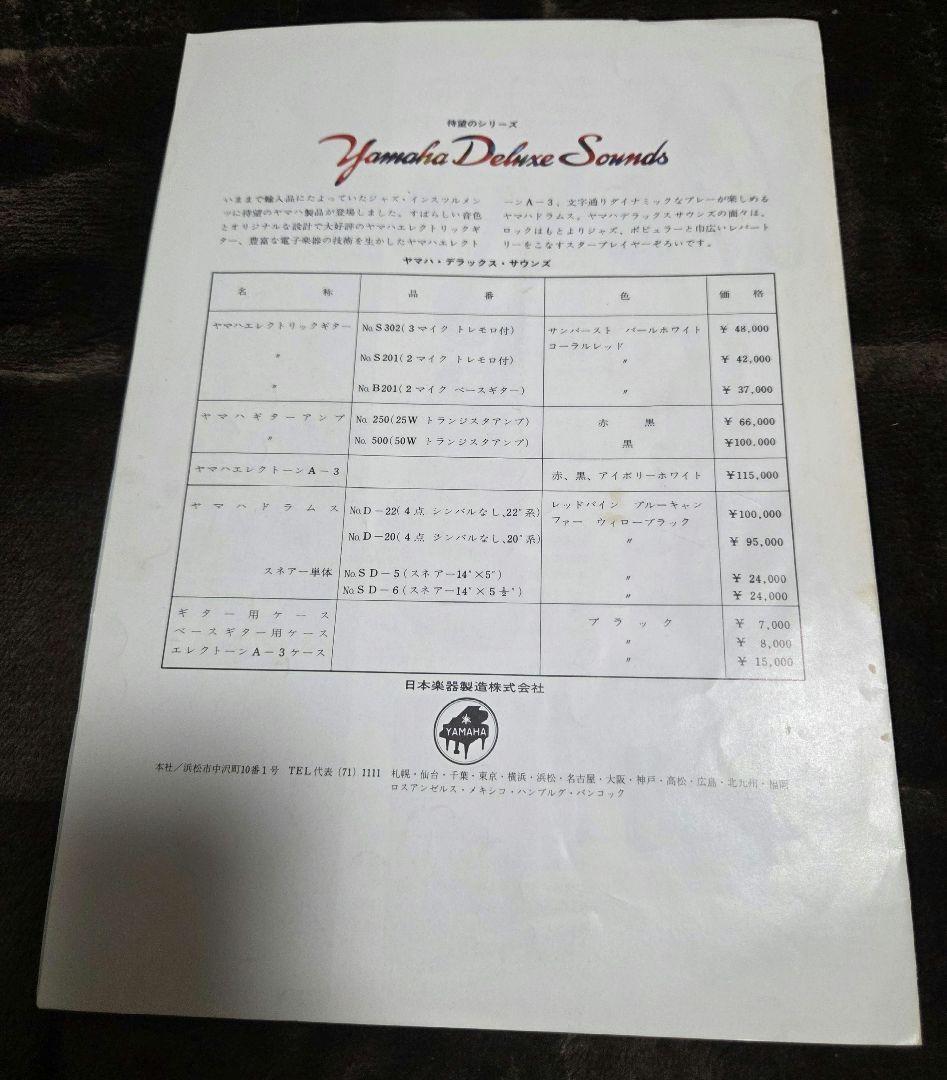 待望のシリーズ
Yamaha Deluxe Sounds
いままで輸入品にたよっていたジャズ・インスツルメン
ツに待望のヤマハ製品が登場しました。すばらしい音色
とオリジナルな設計で大好評のヤマハエレクトリックギ
ター、豊富な電子楽器の技術を生かしたヤマハエレクト
ーンA-3、文字通りダイナミックなプレーが楽しめる
ヤマハドラムス。ヤマハデラックスサウンズの面々は、
ロックはもとよりジャズ、ポピュラーと巾広いレパート
リーをこなすスタープレイヤーぞろいです。
ヤマハ・デラックス・サウンズ
名 称 品 番 色 価 格
ヤマハエレクトリックギター No.S302(3マイク トレモロ付) サンバースト パールホワイト ¥ 48,000
コーラルレッド
〃 No.S201(2マイク トレモロ付) 〃 ¥ 42,000
〃 No.B201(2マイク ベースギター) 〃 ¥ 37,000
ヤマハギターアンプ No.250(25W トランジスタアンプ) 赤 黒 ¥ 66,000
〃 No.500(50W トランジスタアンプ) 黒 ¥100.000
ヤマハエレクトーンA-3 赤、黒、アイボリーホワイト ¥115,000
ヤマハドラムス No.D-22(4点 シンバルなし、22"系) レッドパイン ブルーキャン ¥100,000
ファー ウィローブラック
No.D-20(4点 シンバルなし、20"系) 〃 ¥ 95,000
スネアー単体 No.SD-5(スネアー14"×5") 〃 ¥ 24,000
No.SD-6(スネアー14"×5½") 〃 ¥ 24,000
ギター用ケース ブラック ¥ 7,000
ベースギター用ケース 〃 ¥ 8,000
エレクトーンA-3ケース 〃 ¥ 15,000
日本楽器製造株式会社
YAMAHA
本社/浜松市中沢町10番1号 TEL代表(71)1111 札幌・仙台・千葉・東京・横浜・浜松・名古屋・大阪・神戸・高松・広島・北九州・福岡
ロスアンゼルス・メキシコ・ハンブルグ・バンコック